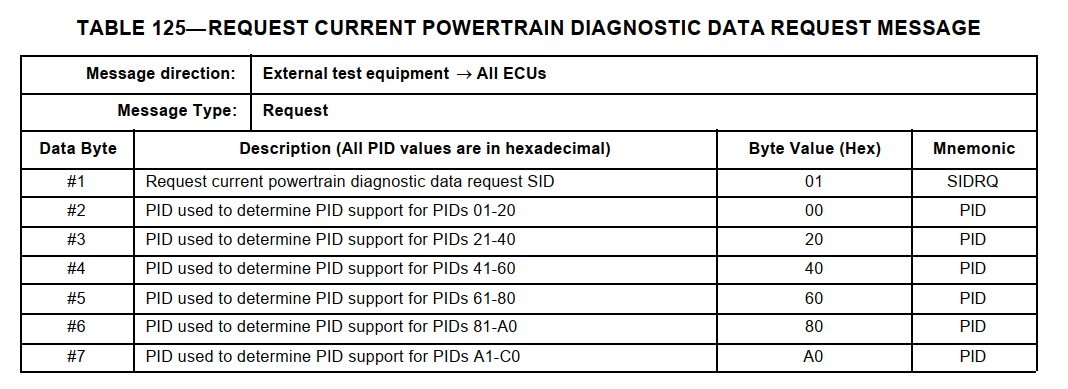 TABLE 125—REQUEST CURRENT POWERTRAIN DIAGNOSTIC DATA REQUEST MESSAGE
Message direction: External test equipment → All ECUs
Message Type: Request
Data Byte Description (All PID values are in hexadecimal) Byte Value (Hex) Mnemonic
#1 Request current powertrain diagnostic data request SID 01 SIDRQ
#2 PID used to determine PID support for PIDs 01-20 00 PID
#3 PID used to determine PID support for PIDs 21-40 20 PID
#4 PID used to determine PID support for PIDs 41-60 40 PID
#5 PID used to determine PID support for PIDs 61-80 60 PID
#6 PID used to determine PID support for PIDs 81-A0 80 PID
#7 PID used to determine PID support for PIDs A1-C0 A0 PID